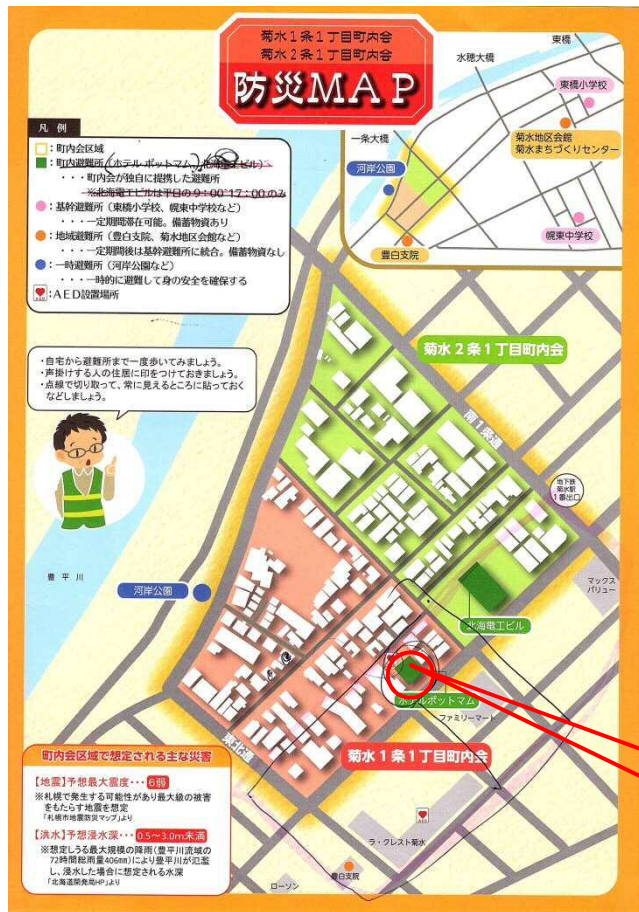 菊水1条1丁目町内会
菊水2条1丁目町内会
防災MAP
凡例
：町内会区域
：町内避難所（ホテル ポットマム、北海電工ビル）
・・・町内会が独自に提携した避難所
※北海電工ビルは平日の9：00~17：00のみ
：基幹避難所（東橋小学校、幌東中学校など）
・・・一定期間滞在可能。備蓄物資あり
：地域避難所（豊白支院、菊水地区会館など）
・・・一定期間後は基幹避難所に統合。備蓄物資なし
：一時避難所（河岸公園など）
・・・一時的に避難して身の安全を確保する
：AED設置場所
東橋
水穂大橋
東橋小学校
一条大橋
菊水地区会館
菊水まちづくりセンター
河岸公園
幌東中学校
豊白支院
・自宅から避難所まで一度歩いてみましょう。
・声掛けする人の住居に印をつけておきましょう。
・点線で切り取って、常に見えるところに貼っておく
などしましょう。
菊水2条1丁目町内会
南1条通
地下鉄
菊水駅
1番出口
豊平川
河岸公園
マックス
バリュー
北海電工ビル
ホテルポットマム
ファミリーマート
東北通
菊水1条1丁目町内会
AED
ラ・クレスト菊水
豊白支院
ローソン
町内会区域で想定される主な災害
【地震】予想最大震度・・・6弱
※札幌で発生する可能性があり最大級の被害
をもたらす地震を想定
「札幌市地震防災マップ」より
【洪水】予想浸水深・・・0.5～3.0m未満
※想定しうる最大規模の降雨（豊平川流域の
72時間総雨量406mm）により豊平川が氾濫
し、浸水した場合に想定される水深
「北海道開発局HP」より